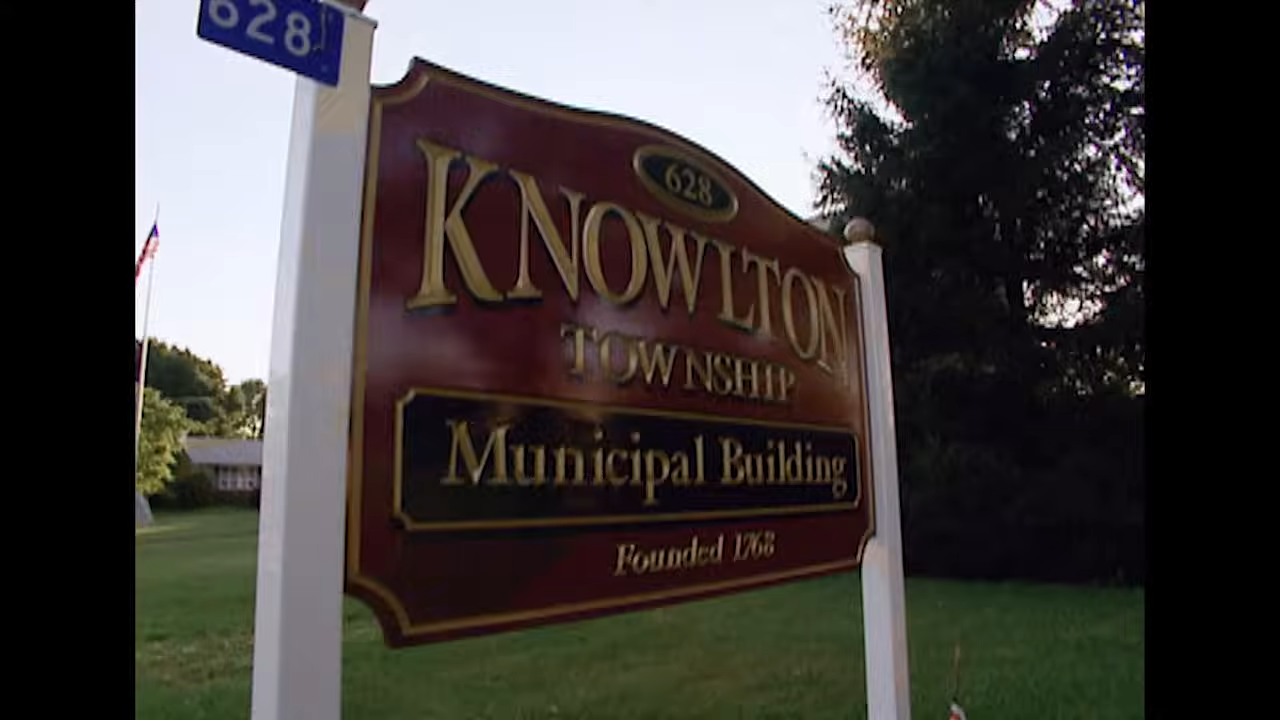 628
628
KNOWLTON
TOWNSHIP
Municipal Building
Founded 1768